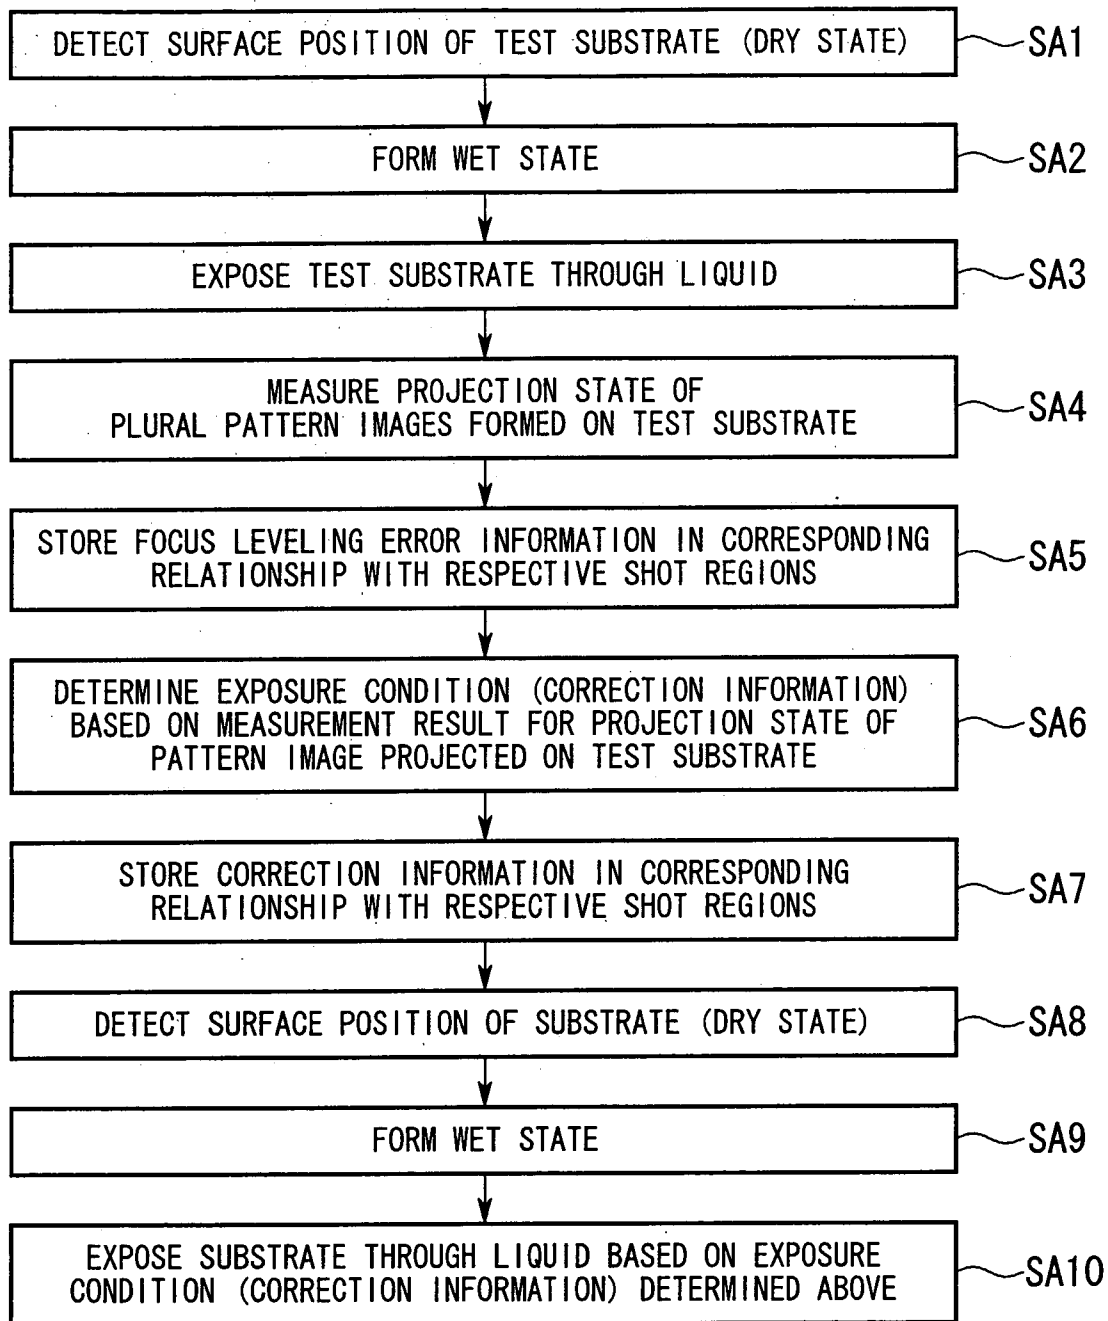 DETECT SURFACE POSITION OF TEST SUBSTRATE (DRY STATE)
SA1
FORM WET STATE
SA2
EXPOSE TEST SUBSTRATE THROUGH LIQUID
SA3
MEASURE PROJECTION STATE OF
PLURAL PATTERN IMAGES FORMED ON TEST SUBSTRATE
SA4
STORE FOCUS LEVELING ERROR INFORMATION IN CORRESPONDING
RELATIONSHIP WITH RESPECTIVE SHOT REGIONS
SA5
DETERMINE EXPOSURE CONDITION (CORRECTION INFORMATION)
BASED ON MEASUREMENT RESULT FOR PROJECTION STATE OF
PATTERN IMAGE PROJECTED ON TEST SUBSTRATE
SA6
STORE CORRECTION INFORMATION IN CORRESPONDING
RELATIONSHIP WITH RESPECTIVE SHOT REGIONS
SA7
DETECT SURFACE POSITION OF SUBSTRATE (DRY STATE)
SA8
FORM WET STATE
SA9
EXPOSE SUBSTRATE THROUGH LIQUID BASED ON EXPOSURE
CONDITION (CORRECTION INFORMATION) DETERMINED ABOVE
SA10